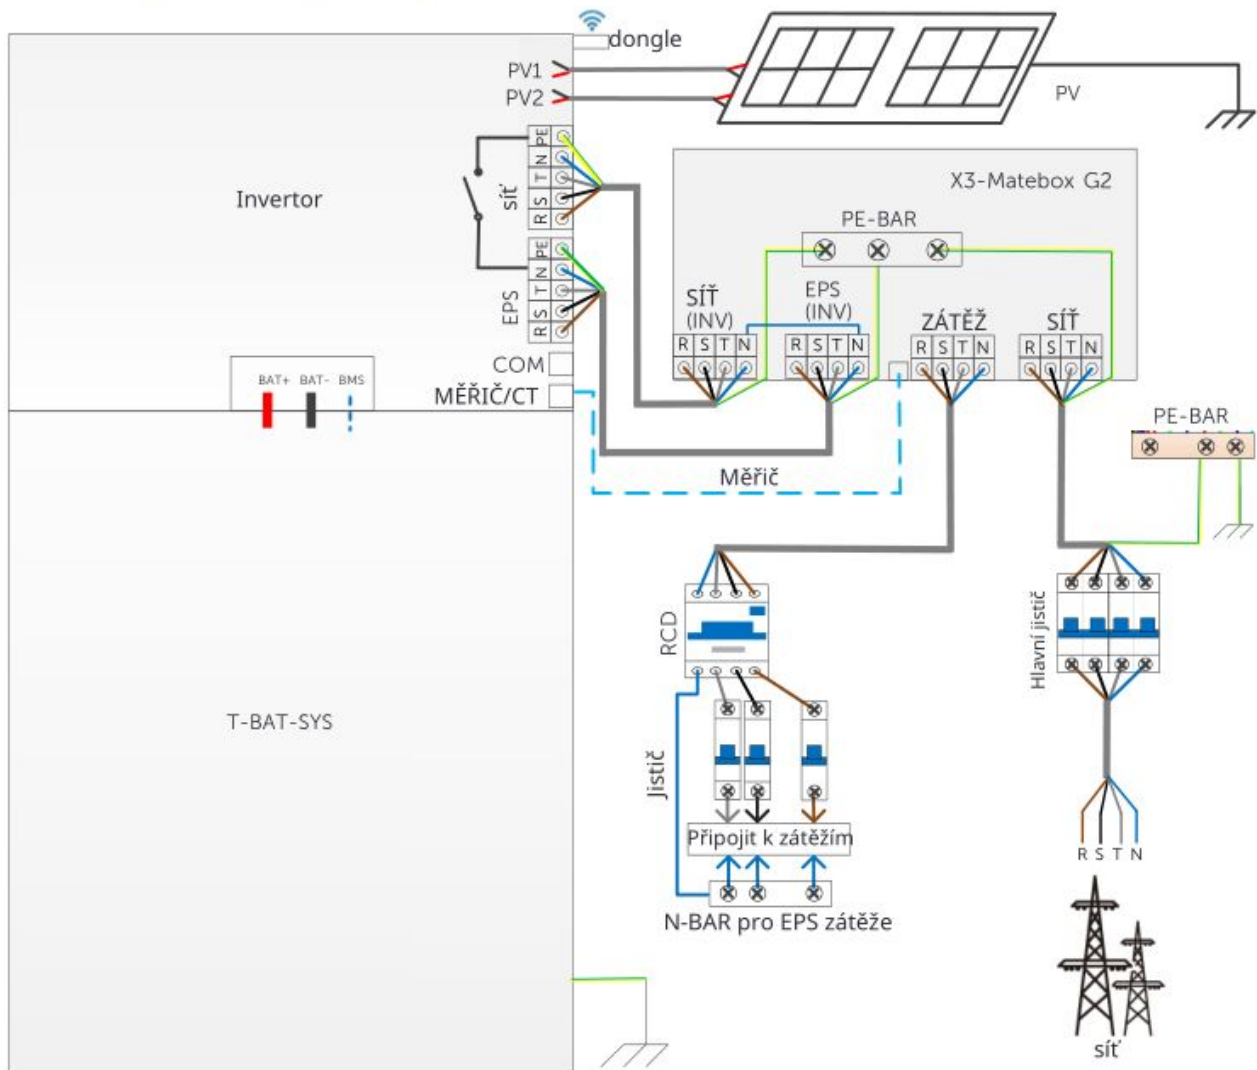 dongle
PV1
PV2
PV
Invertor
síť
PE
N
T
S
R
EPS
PE
N
T
S
R
COM
MĚŘIČ/CT
BAT+ BAT- BMS
T-BAT-SYS
X3-Matebox G2
PE-BAR
SÍŤ
(INV)
R S T N
EPS
(INV)
R S T N
ZÁTĚŽ
R S T N
SÍŤ
R S T N
PE-BAR
Měřič
RCD
Jistič
Připojit k zátěžím
N-BAR pro EPS zátěže
Hlavní jistič
R S T N
síť